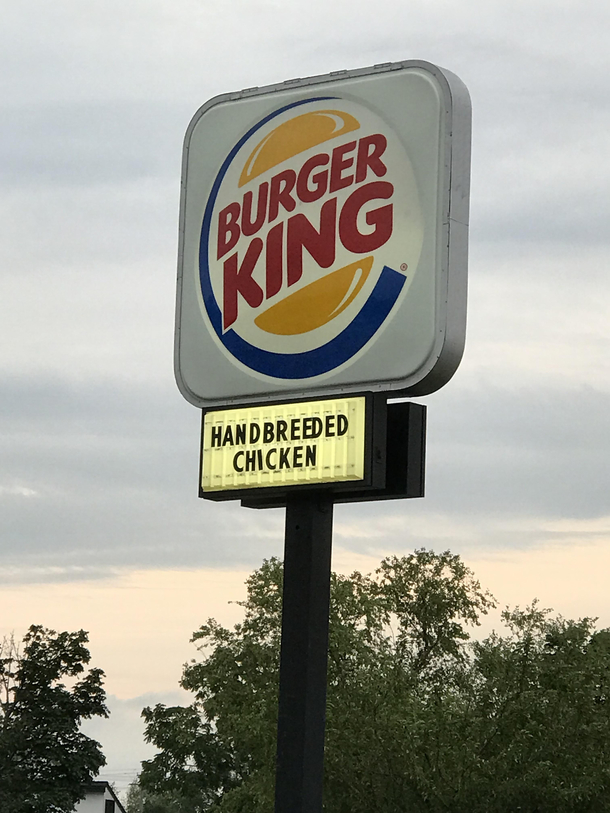 BURGER
KING
®
HANDBREEDED
CHICKEN